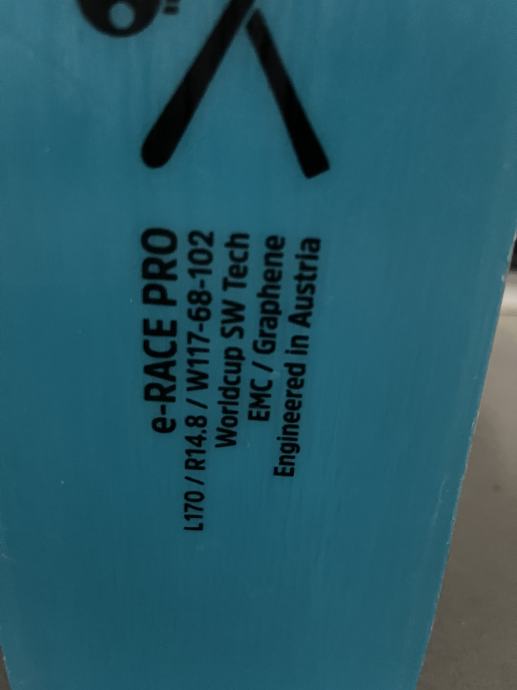 e-RACE PRO
L170 / R14.8 / W117-68-102
Worldcup SW Tech
EMC / Graphene
Engineered in Austria